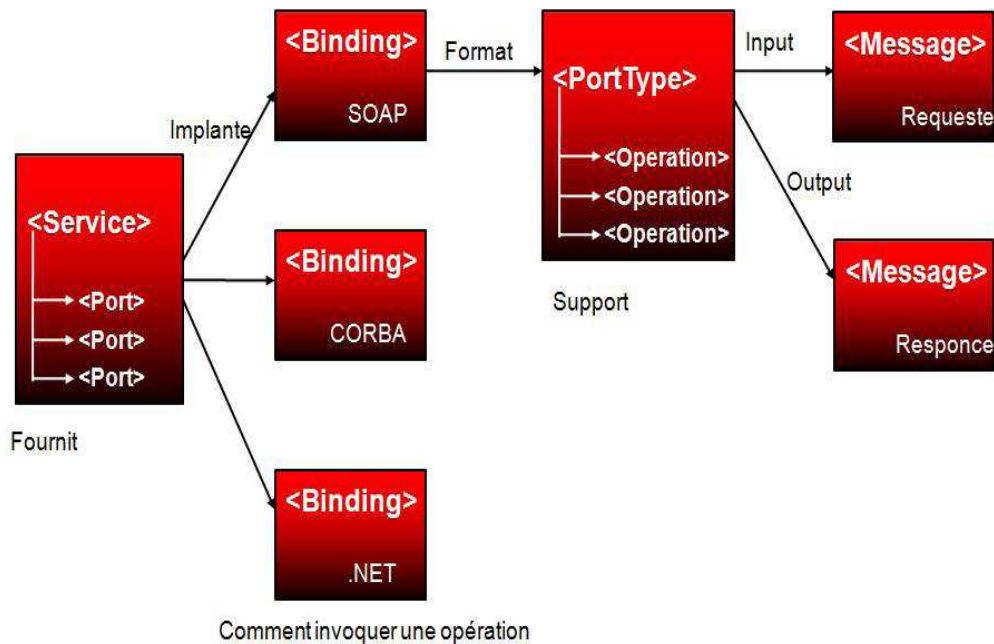 <Binding>
SOAP
Format
<PortType>
<Operation>
<Operation>
<Operation>
Support
Input
<Message>
Requeste
Output
<Message>
Responce
Implante
<Service>
<Port>
<Port>
<Port>
Fournit
<Binding>
CORBA
<Binding>
.NET
Comment invoquer une opération